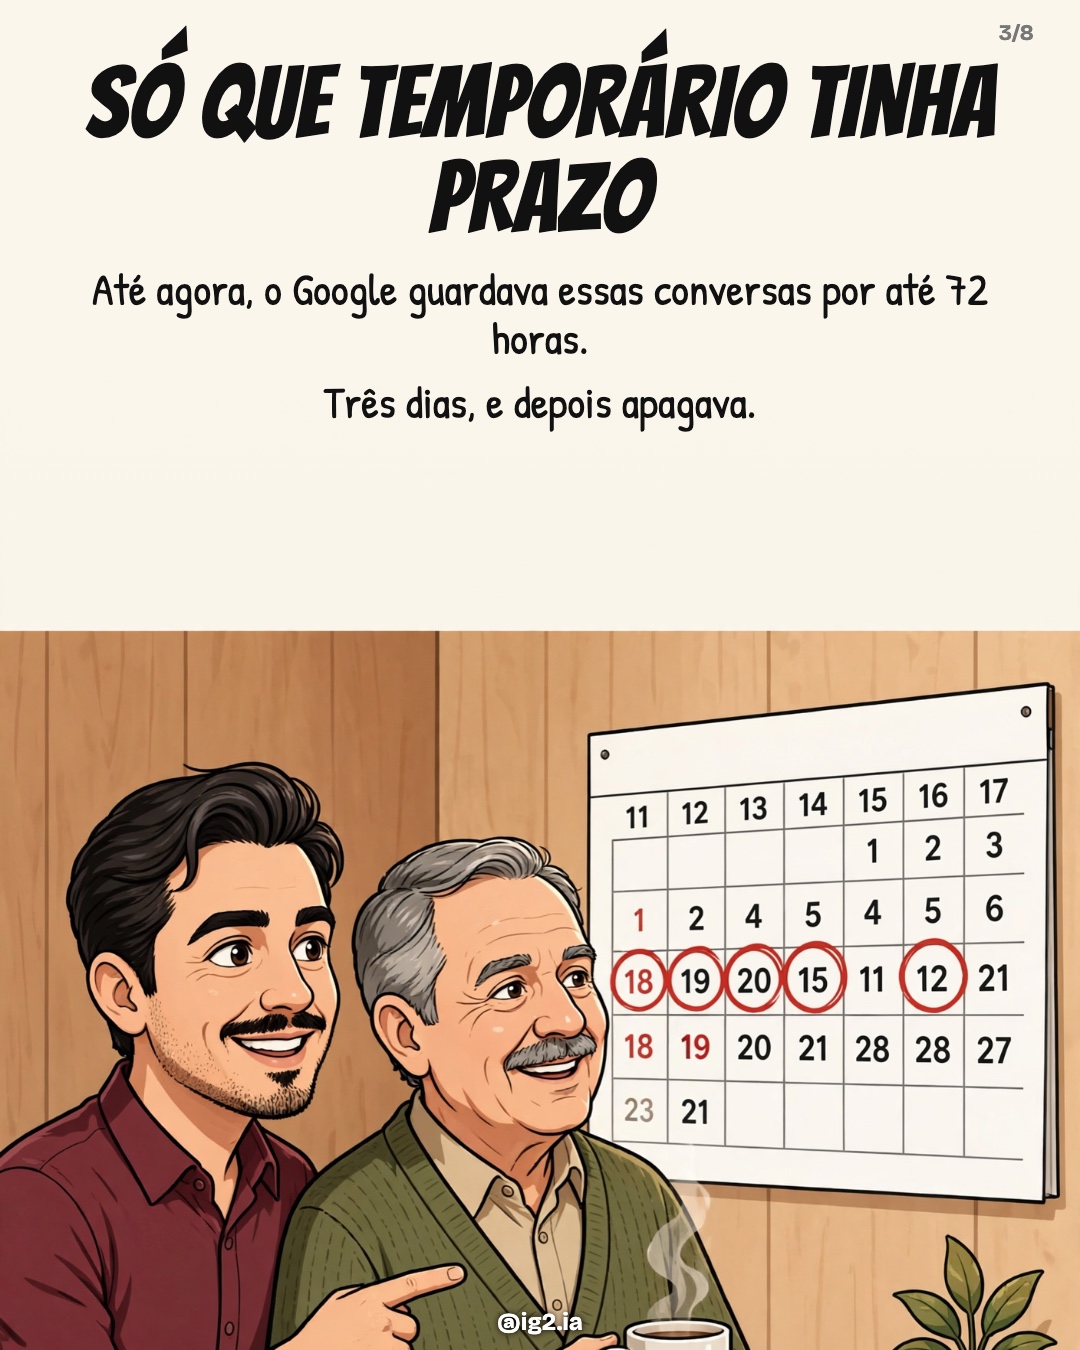 3/8
SÓ QUE TEMPORÁRIO TINHA
PRAZO
Até agora, o Google guardava essas conversas por até 72
horas.
Três dias, e depois apagava.
11 12 13 14 15 16 17
1 2 3
1 2 4 5 4 5 6
18 19 20 15 11 12 21
18 19 20 21 28 28 27
23 21
@ig2.ia